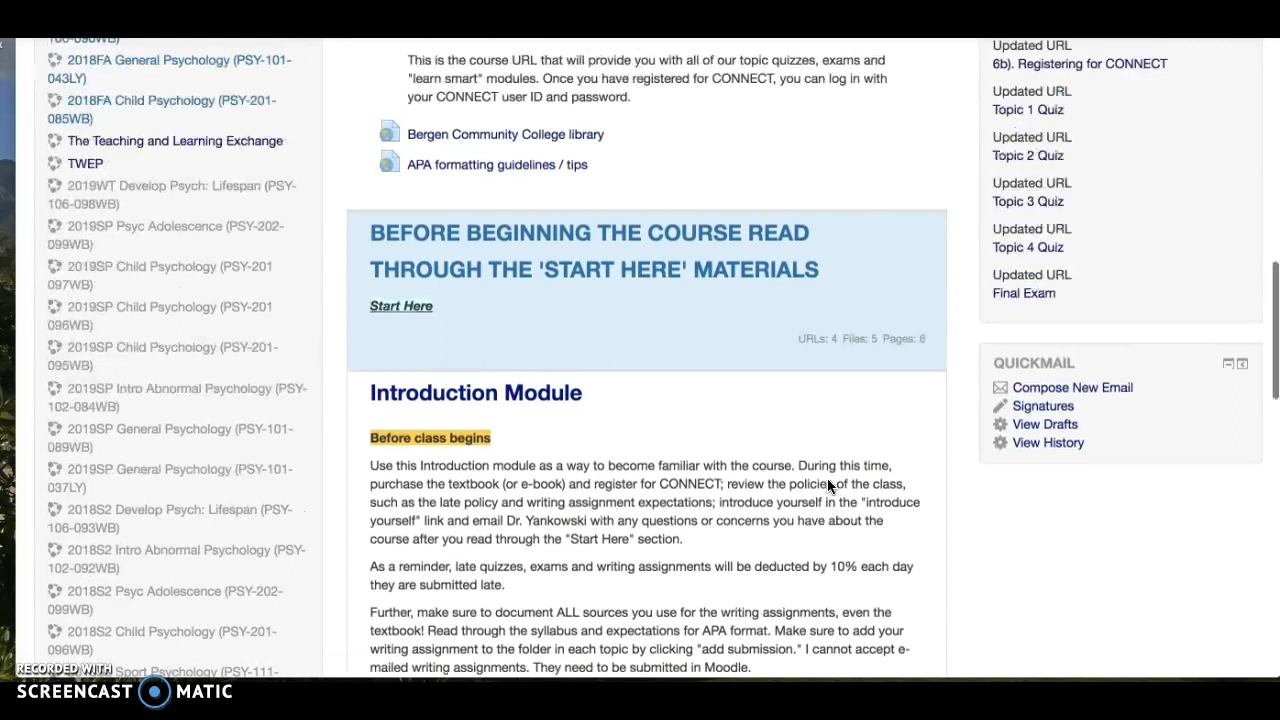 2018FA General Psychology (PSY-101-
043LY)
2018FA Child Psychology (PSY-201-
085WB)
The Teaching and Learning Exchange
TWEP
2019WT Develop Psych: Lifespan (PSY-
106-098WB)
2019SP Psyc Adolescence (PSY-202-
099WB)
2019SP Child Psychology (PSY-201
097WB)
2019SP Child Psychology (PSY-201
096WB)
2019SP Child Psychology (PSY-201-
095WB)
2019SP Intro Abnormal Psychology (PSY-
102-084WB)
2019SP General Psychology (PSY-101-
089WB)
2019SP General Psychology (PSY-101-
037LY)
2018S2 Develop Psych: Lifespan (PSY-
106-093WB)
2018S2 Intro Abnormal Psychology (PSY-
102-092WB)
2018S2 Psyc Adolescence (PSY-202-
099WB)
2018S2 Child Psychology (PSY-201-
096WB)
Sport Psychology (PSY-111-
This is the course URL that will provide you with all of our topic quizzes, exams and
"learn smart" modules. Once you have registered for CONNECT, you can log in with
your CONNECT user ID and password.
Bergen Community College library
APA formatting guidelines / tips
BEFORE BEGINNING THE COURSE READ
THROUGH THE 'START HERE' MATERIALS
Start Here
URLs: 4 Files: 5 Pages: 6
Introduction Module
Before class begins
Use this Introduction module as a way to become familiar with the course. During this time,
purchase the textbook (or e-book) and register for CONNECT; review the policies of the class,
such as the late policy and writing assignment expectations; introduce yourself in the "introduce
yourself" link and email Dr. Yankowski with any questions or concerns you have about the
course after you read through the "Start Here" section.
As a reminder, late quizzes, exams and writing assignments will be deducted by 10% each day
they are submitted late.
Further, make sure to document ALL sources you use for the writing assignments, even the
textbook! Read through the syllabus and expectations for APA format. Make sure to add your
writing assignment to the folder in each topic by clicking "add submission." I cannot accept e-
mailed writing assignments. They need to be submitted in Moodle.
Updated URL
6b). Registering for CONNECT
Updated URL
Topic 1 Quiz
Updated URL
Topic 2 Quiz
Updated URL
Topic 3 Quiz
Updated URL
Topic 4 Quiz
Updated URL
Final Exam
QUICKMAIL
Compose New Email
Signatures
View Drafts
View History
RECORDED WITH
SCREENCAST MATIC